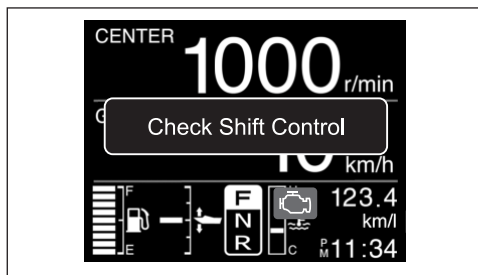 CENTER
1000 r/min
G
Check Shift Control
km/h
F F 123.4
N km/l
E R C PM 11:34